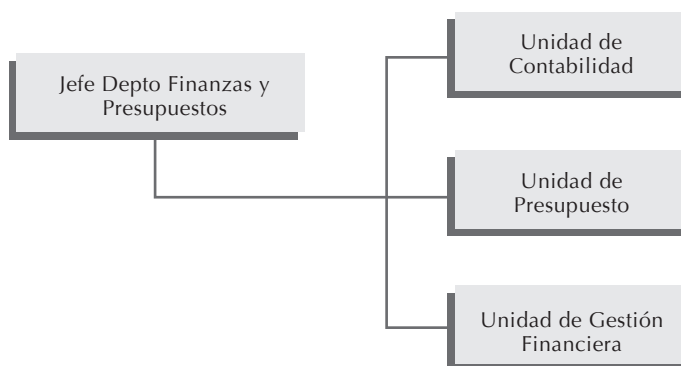 Jefe Depto Finanzas y
Presupuestos
Unidad de
Contabilidad
Unidad de
Presupuesto
Unidad de Gestión
Financiera